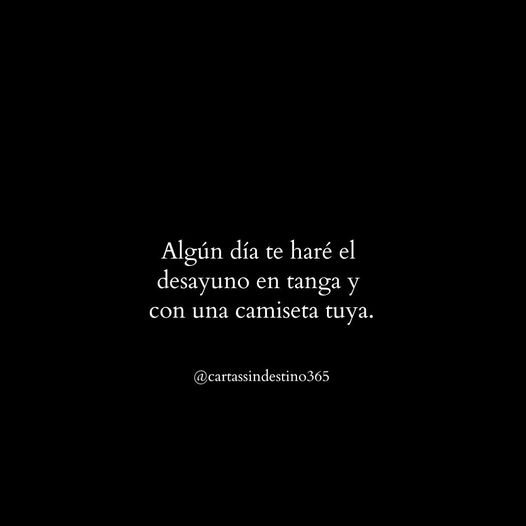 Algún día te haré el
desayuno en tanga y
con una camiseta tuya.
@cartassindestino365